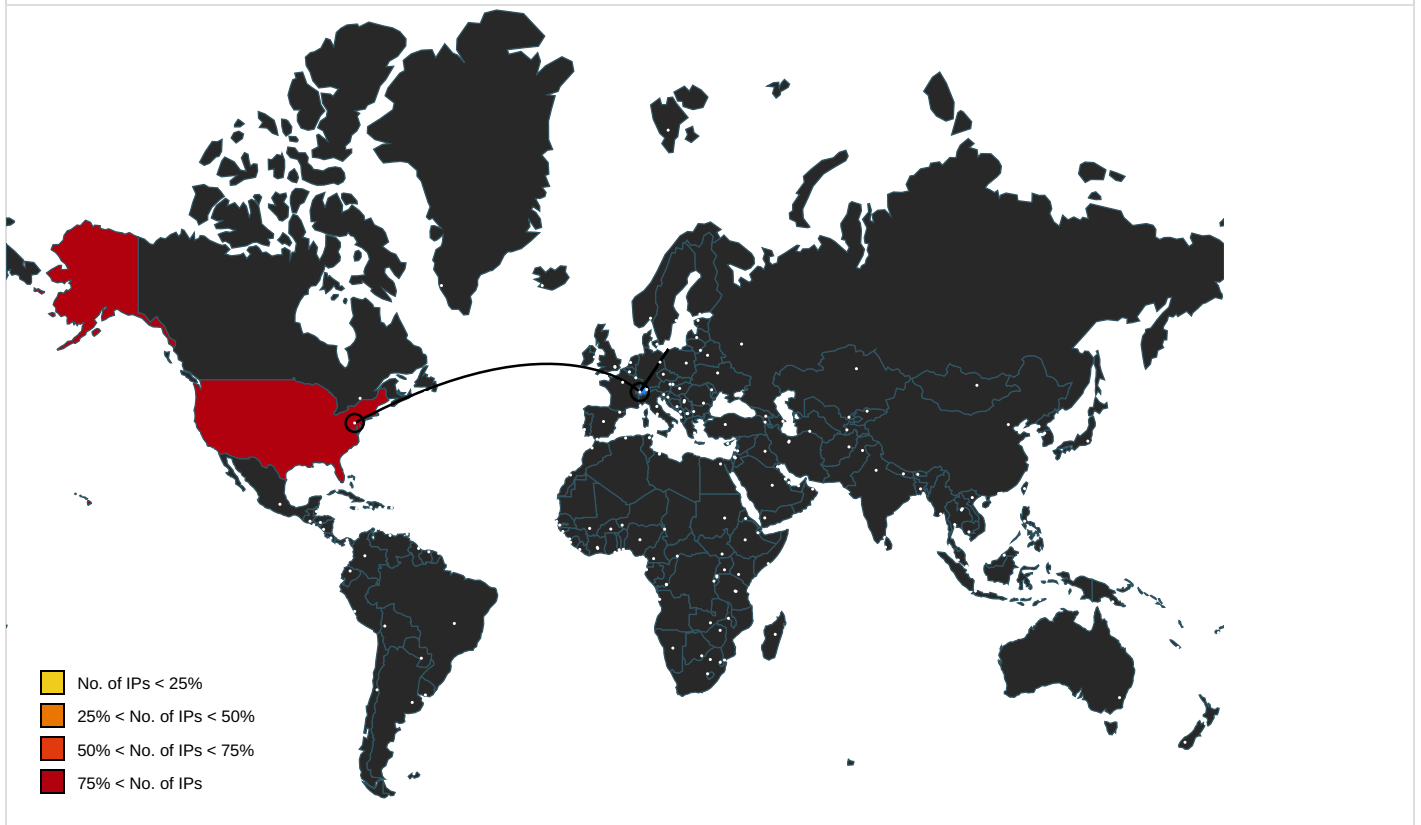 No. of IPs < 25%
25% < No. of IPs < 50%
50% < No. of IPs < 75%
75% < No. of IPs